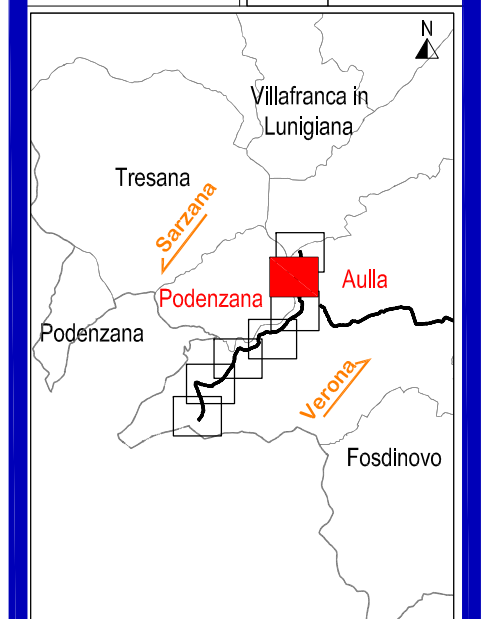 N
Villafranca in
Lunigiana
Tresana
Sarzana
Aulla
Podenzana
Podenzana
Verona
Fosdinovo